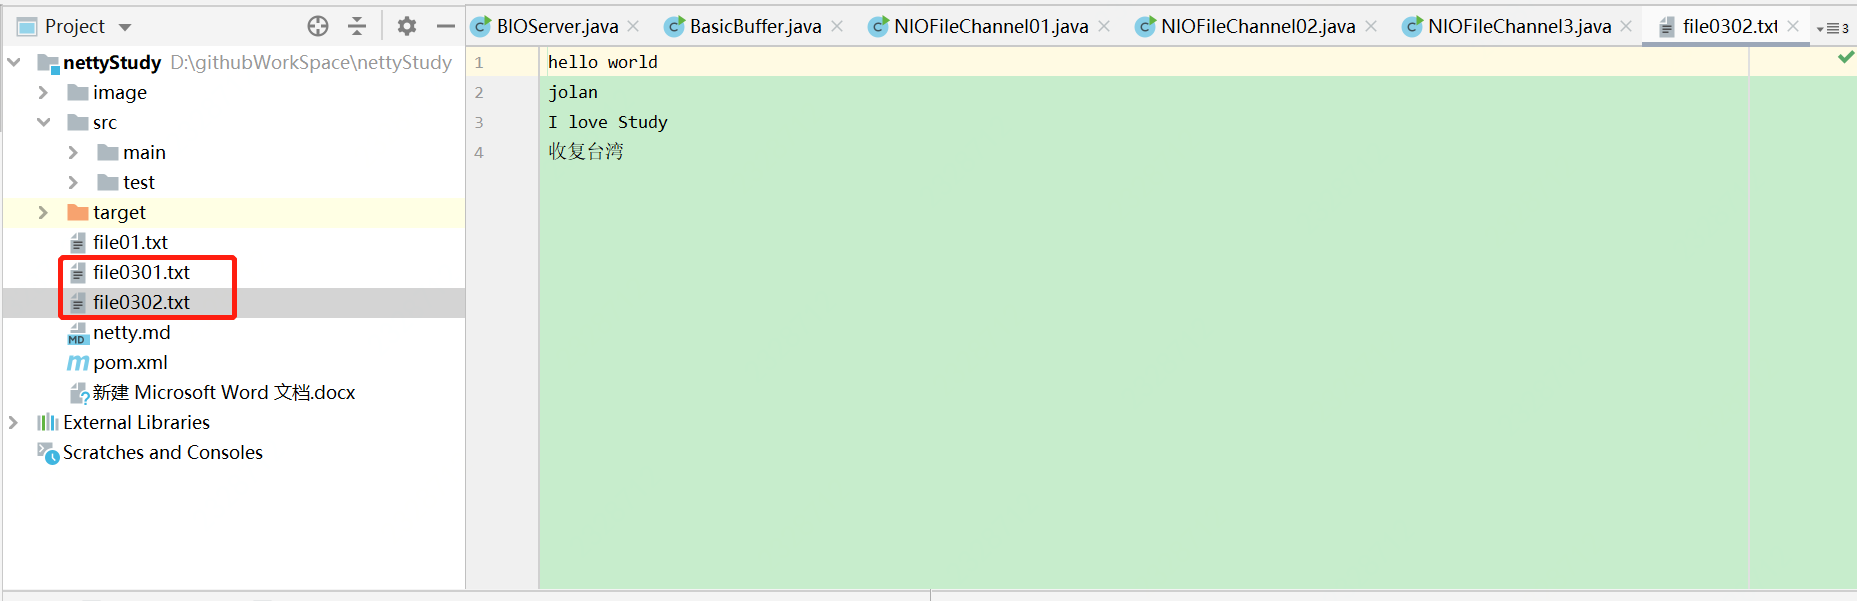 Project
BIOServer.java
BasicBuffer.java
NIOFileChannel01.java
NIOFileChannel02.java
NIOFileChannel3.java
file0302.txt
3
nettyStudy D:\githubWorkSpace\nettyStudy
image
src
main
test
target
file01.txt
file0301.txt
file0302.txt
MD netty.md
m pom.xml
新建 Microsoft Word 文档.docx
External Libraries
Scratches and Consoles
1 hello world
2 jolan
3 I love Study
4 收复台湾